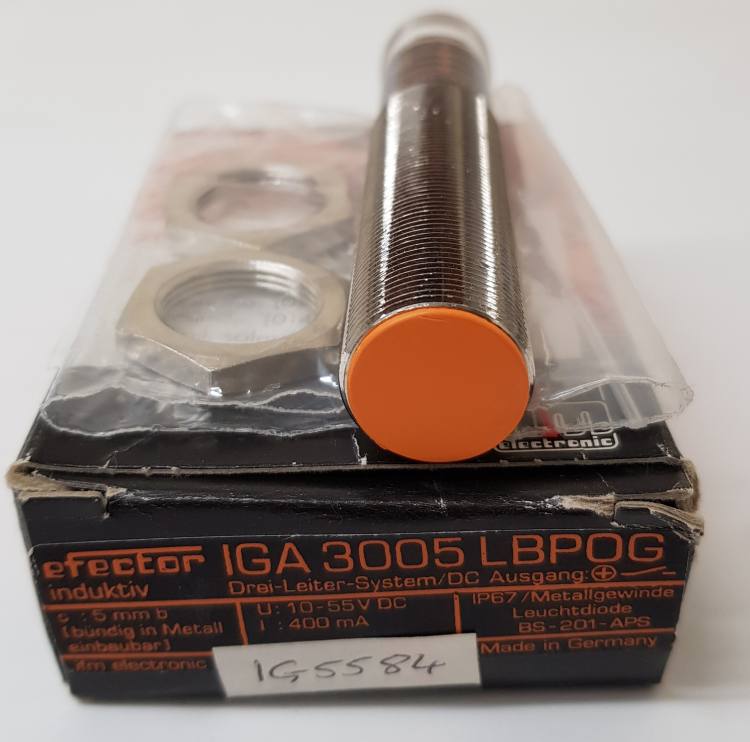 electronic
efector IGA 3005 LBPOG
induktiv
Drei-Leiter-System/DC Ausgang:
: 5 mm b
[bündig in Metall
einbaubar]
U: 10-55V DC
I : 400 mA
IP67/Metallgewinde
Leuchtdiode
BS-201-APS
ifm electronic
Made in Germany
IG5584